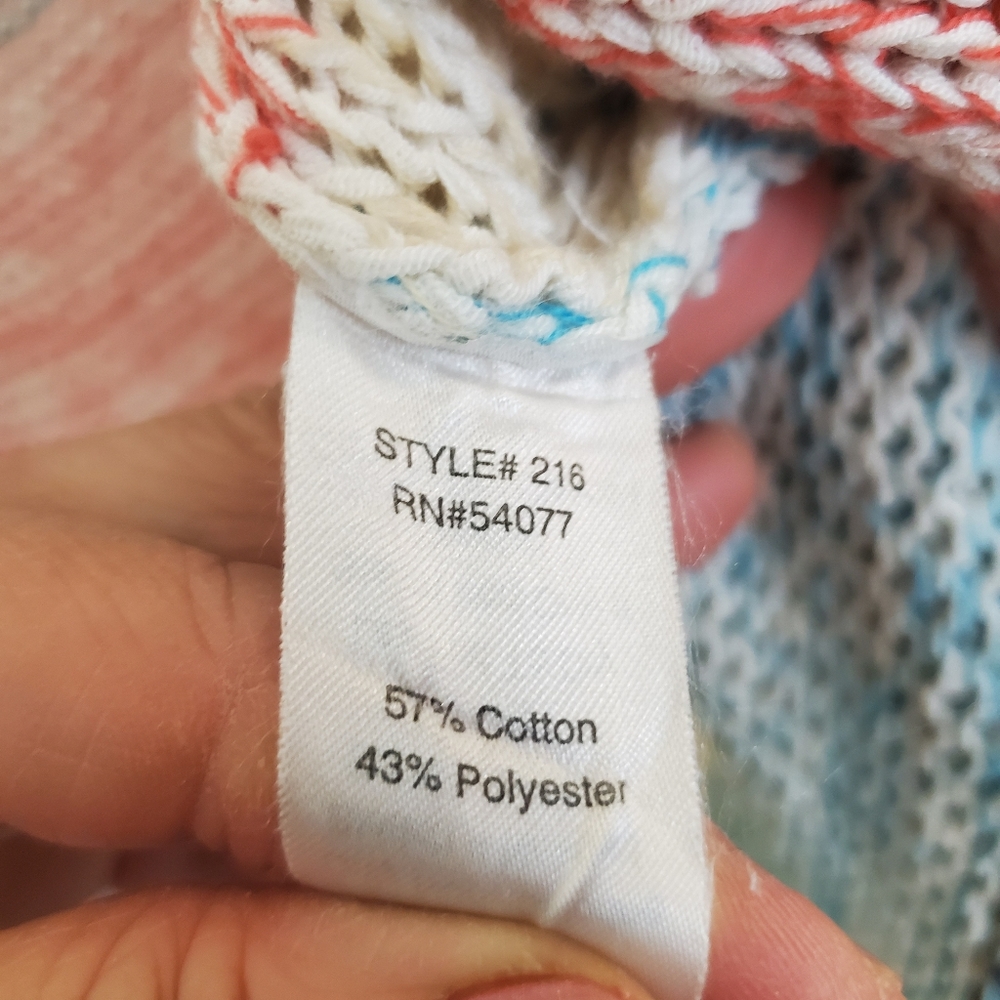 STYLE# 216
RN#54077
57% Cotton
43% Polyester